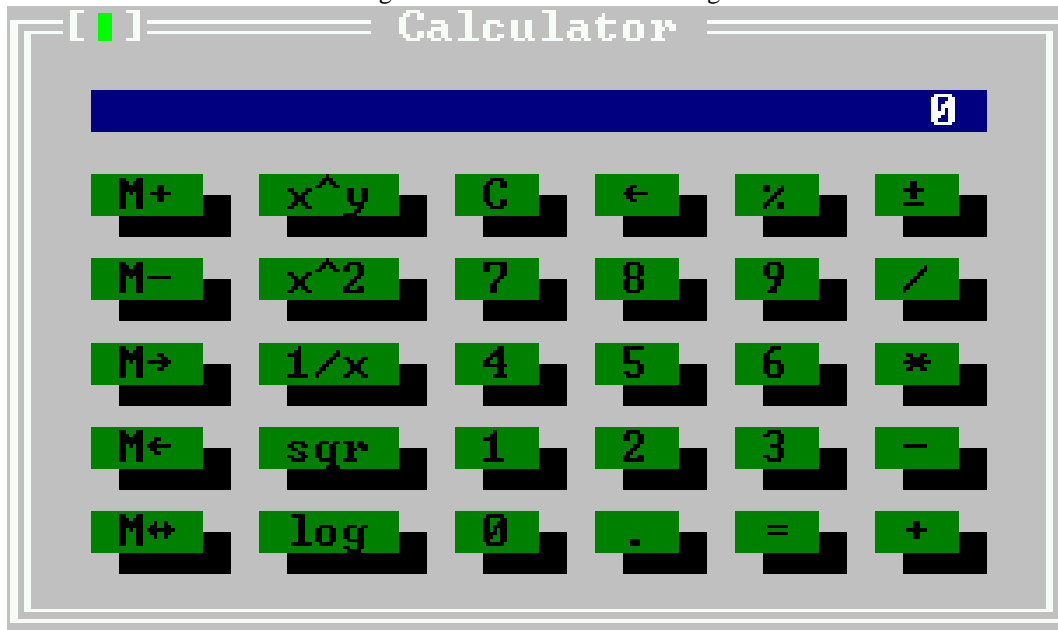 [ ] Calculator
0
M+ x^y C ← % ±
M- x^2 7 8 9 /
M→ 1/x 4 5 6 *
M← sqr 1 2 3 -
M↔ log 0 . = +